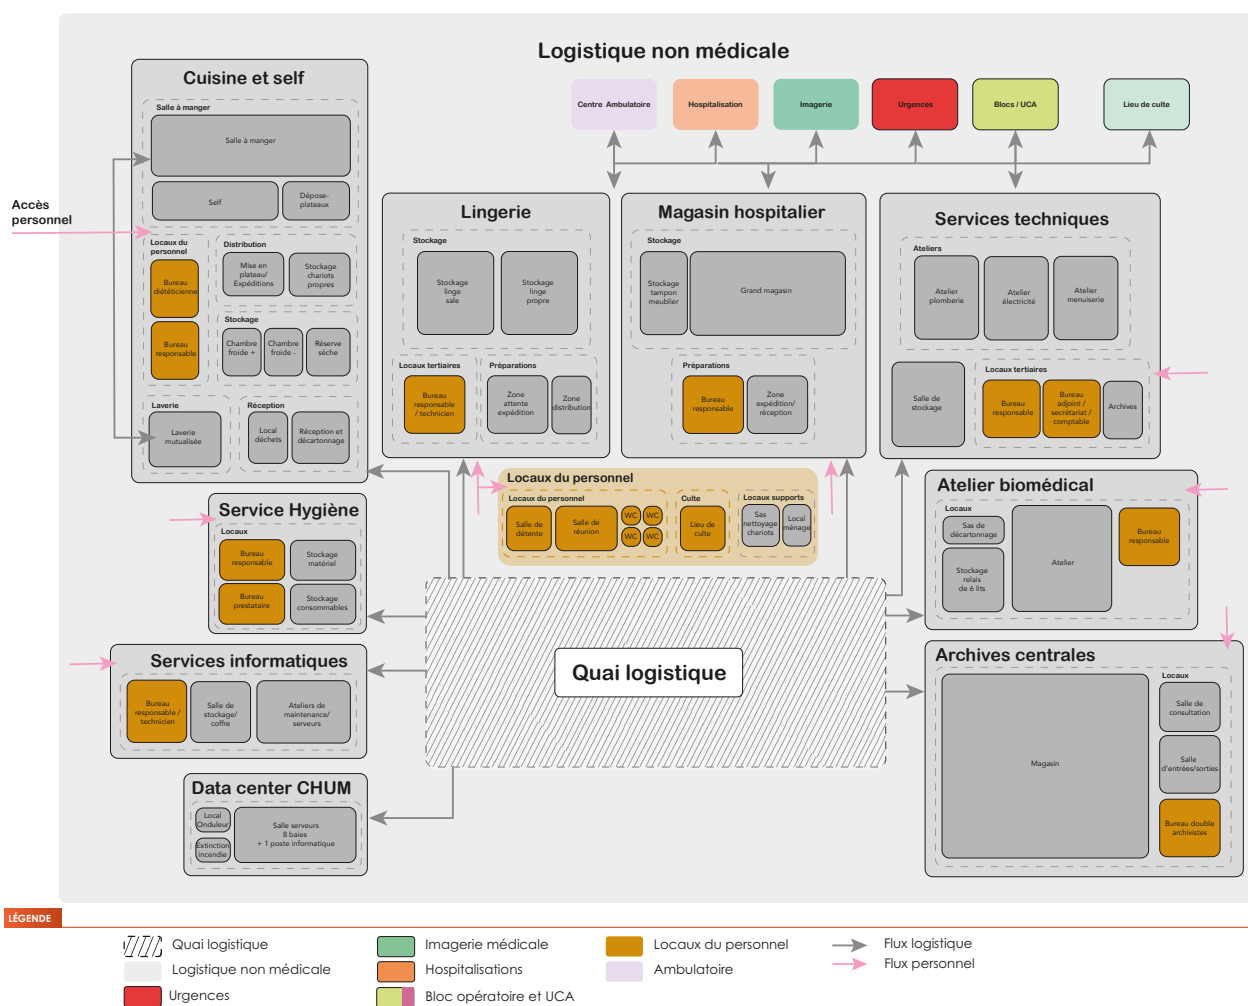 Logistique non médicale
Cuisine et self
Salle à manger
Salle à manger
Self
Dépose-
plateaux
Accès
personnel
Locaux du
personnel
Bureau
diététicienne
Bureau
responsable
Distribution
Mise en
plateau/
Expéditions
Stockage
chariots
propres
Stockage
Chambre
froide +
Chambre
froide -
Réserve
sèche
Laverie
Laverie
mutualisée
Réception
Local
déchets
Réception et
décartonnage
Centre Ambulatoire
Hospitalisation
Imagerie
Urgences
Blocs / UCA
Lieu de culte
Lingerie
Stockage
Stockage
linge
sale
Stockage
linge
propre
Locaux tertiaires
Bureau
responsable
/ technicien
Préparations
Zone
attente
expédition
Zone
distribution
Magasin hospitalier
Stockage
Stockage
tampon
meublier
Grand magasin
Préparations
Bureau
responsable
Zone
expédition/
réception
Services techniques
Ateliers
Atelier
plomberie
Atelier
électricité
Atelier
menuiserie
Salle de
stockage
Locaux tertiaires
Bureau
responsable
Bureau
adjoint /
secrétariat /
comptable
Archives
Locaux du personnel
Locaux du personnel
Salle de
détente
Salle de
réunion
WC
WC
WC
WC
Culte
Lieu de
culte
Locaux supports
Sas
nettoyage
chariots
Local
ménage
Service Hygiène
Locaux
Bureau
responsable
Stockage
matériel
Bureau
prestataire
Stockage
consommables
Atelier biomédical
Locaux
Sas de
décartonnage
Stockage
relais
de 6 lits
Atelier
Bureau
responsable
Services informatiques
Bureau
responsable /
technicien
Salle de
stockage/
coffre
Ateliers de
maintenance/
serveurs
Quai logistique
Archives centrales
Magasin
Locaux
Salle de
consultation
Salle
d'entrées/sorties
Bureau double
archivistes
Data center CHUM
Local
Onduleur
Extinction
incendie
Salle serveurs
8 baies
+ 1 poste informatique
LÉGENDE
Quai logistique
Logistique non médicale
Urgences
Imagerie médicale
Hospitalisations
Bloc opératoire et UCA
Locaux du personnel
Ambulatoire
Flux logistique
Flux personnel